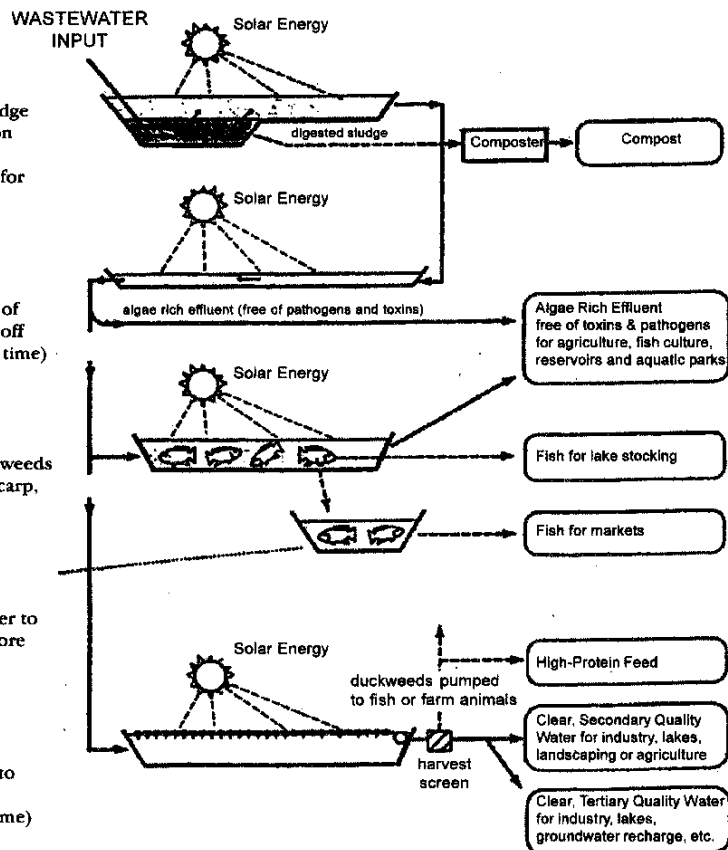 WASTEWATER
INPUT
Solar Energy
digested sludge
Composter
Compost
for
Solar Energy
of
off
time)
algae rich effluent (free of pathogens and toxins)
Algae Rich Effluent
free of toxins & pathogens
for agriculture, fish culture,
reservoirs and aquatic parks
Solar Energy
weeds
carp,
Fish for lake stocking
Fish for markets
er to
ore
Solar Energy
duckweeds pumped
to fish or farm animals
High-Protein Feed
harvest
screen
Clear, Secondary Quality
Water for industry, lakes,
landscaping or agriculture
to
me)
Clear, Tertiary Quality Water
for industry, lakes,
groundwater recharge, etc.